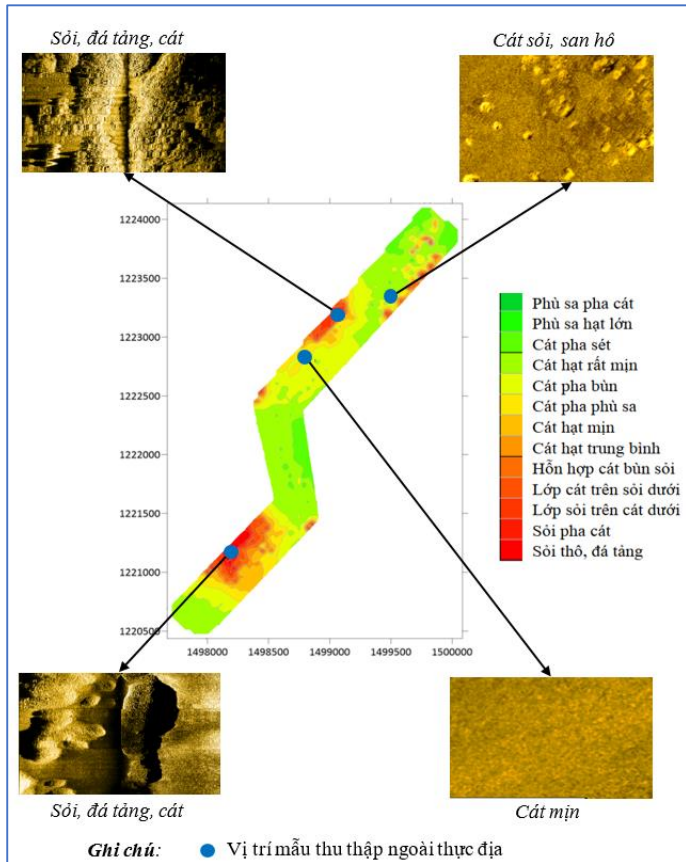 Sỏi, đá tảng, cát
Cát sỏi, san hô
1224000
1223500
1223000
1222500
1222000
1221500
1221000
1220500
1498000 1498500 1499000 1499500 1500000
Phù sa pha cát
Phù sa hạt lớn
Cát pha sét
Cát hạt rất mịn
Cát pha bùn
Cát pha phù sa
Cát hạt mịn
Cát hạt trung bình
Hỗn hợp cát bùn sỏi
Lớp cát trên sỏi dưới
Lớp sỏi trên cát dưới
Sỏi pha cát
Sỏi thô, đá tảng
Sỏi, đá tảng, cát
Cát mịn
Ghi chú: Vị trí mẫu thu thập ngoài thực địa